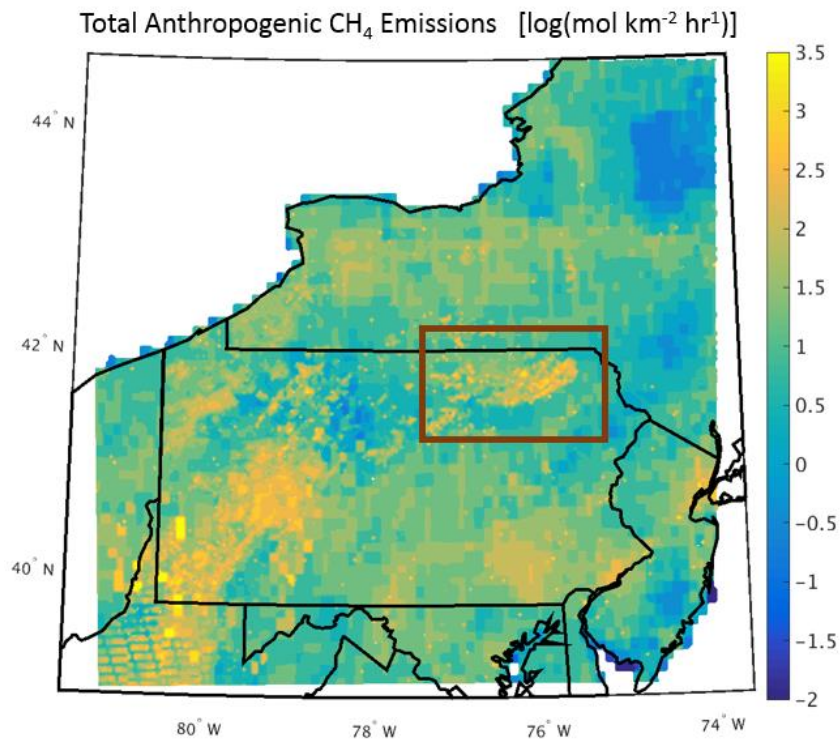 Total Anthropogenic CH₄ Emissions [log(mol km⁻² hr¹)]
3.5
3
2.5
2
1.5
1
0.5
0
−0.5
−1
−1.5
−2
44° N
42° N
40° N
80° W
78° W
76° W
74° W